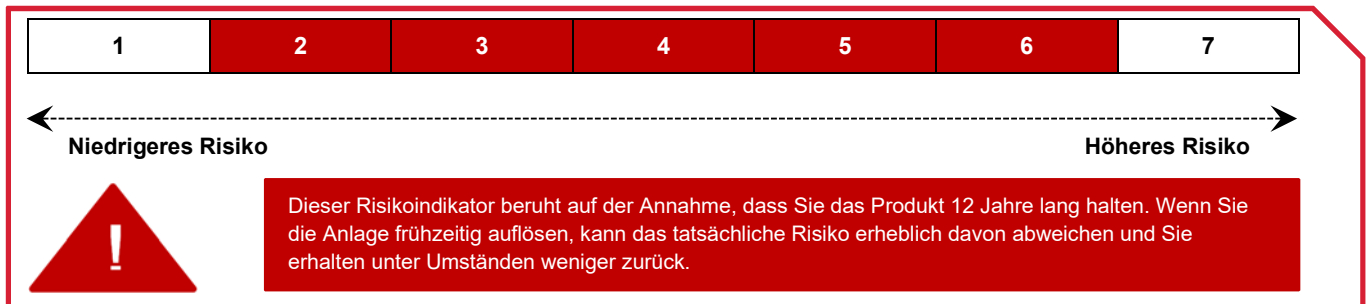 1 2 3 4 5 6 7
Niedrigeres Risiko Höheres Risiko
!
Dieser Risikoindikator beruht auf der Annahme, dass Sie das Produkt 12 Jahre lang halten. Wenn Sie
die Anlage frühzeitig auflösen, kann das tatsächliche Risiko erheblich davon abweichen und Sie
erhalten unter Umständen weniger zurück.